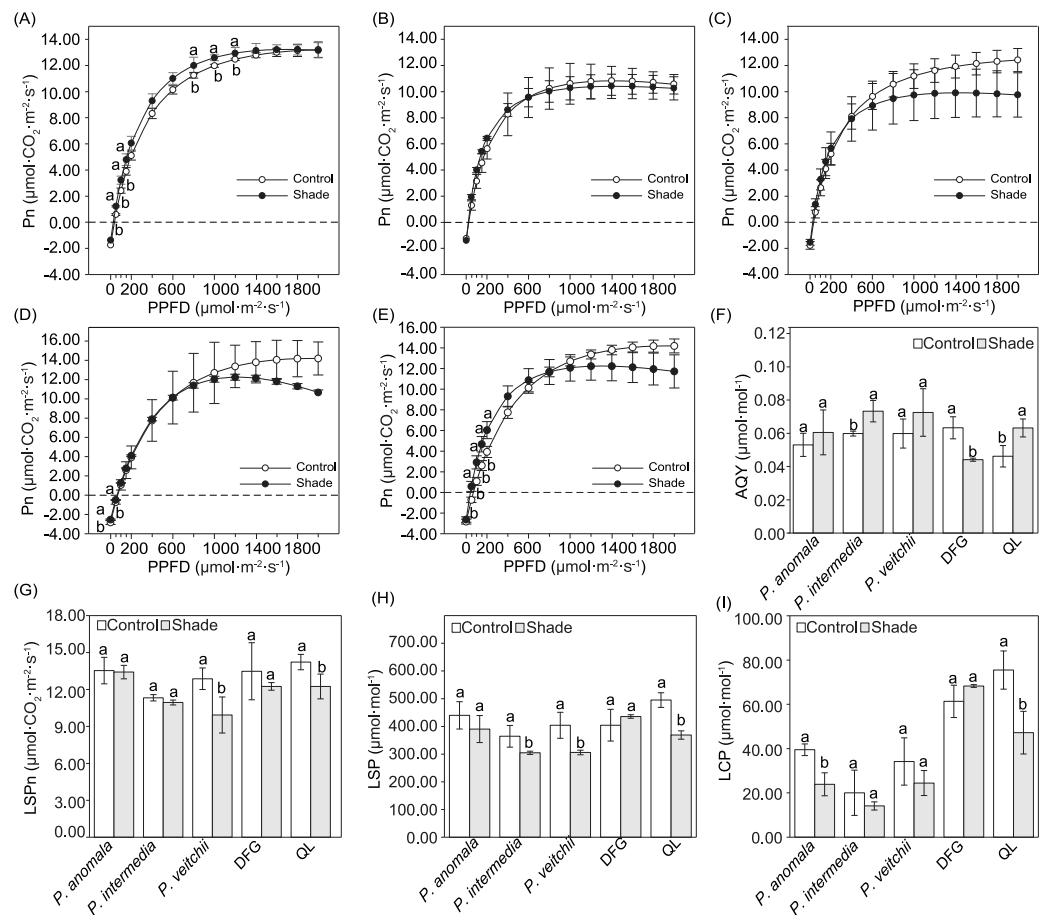 (A)
14.00
12.00
10.00
8.00
6.00
4.00
2.00
0.00
-2.00
-4.00
Pn (μmol·CO₂·m⁻²·s⁻¹)
a a a
b b b
a
a
a
b
b
b
Control
Shade
0 200 600 1000 1400 1800
PPFD (μmol·m⁻²·s⁻¹)
(B)
14.00
12.00
10.00
8.00
6.00
4.00
2.00
0.00
-2.00
-4.00
Pn (μmol·CO₂·m⁻²·s⁻¹)
Control
Shade
0 200 600 1000 1400 1800
PPFD (μmol·m⁻²·s⁻¹)
(C)
14.00
12.00
10.00
8.00
6.00
4.00
2.00
0.00
-2.00
-4.00
Pn (μmol·CO₂·m⁻²·s⁻¹)
Control
Shade
0 200 600 1000 1400 1800
PPFD (μmol·m⁻²·s⁻¹)
(D)
16.00
14.00
12.00
10.00
8.00
6.00
4.00
2.00
0.00
-2.00
-4.00
Pn (μmol·CO₂·m⁻²·s⁻¹)
a
a
b
b
Control
Shade
0 200 600 1000 1400 1800
PPFD (μmol·m⁻²·s⁻¹)
(E)
16.00
14.00
12.00
10.00
8.00
6.00
4.00
2.00
0.00
-2.00
-4.00
Pn (μmol·CO₂·m⁻²·s⁻¹)
a
a
a
a
b
b
b
b
Control
Shade
0 200 600 1000 1400 1800
PPFD (μmol·m⁻²·s⁻¹)
(F)
0.12
0.10
0.08
0.06
0.04
0.02
0.00
AQY (μmol·mol⁻¹)
Control Shade
a a b a a a a b b a
P. anomala
P. intermedia
P. veitchii
DFG
QL
(G)
18.00
15.00
12.00
9.00
6.00
3.00
0.00
LSPn (μmol·CO₂·m⁻²·s⁻¹)
Control Shade
a a a a a b a a a b
P. anomala
P. intermedia
P. veitchii
DFG
QL
(H)
700.00
600.00
500.00
400.00
300.00
200.00
100.00
0.00
LSP (μmol·mol⁻¹)
Control Shade
a a a b a b a a a b
P. anomala
P. intermedia
P. veitchii
DFG
QL
(I)
100.00
80.00
60.00
40.00
20.00
0.00
LCP (μmol·mol⁻¹)
Control Shade
a b a a a a a a a b
P. anomala
P. intermedia
P. veitchii
DFG
QL